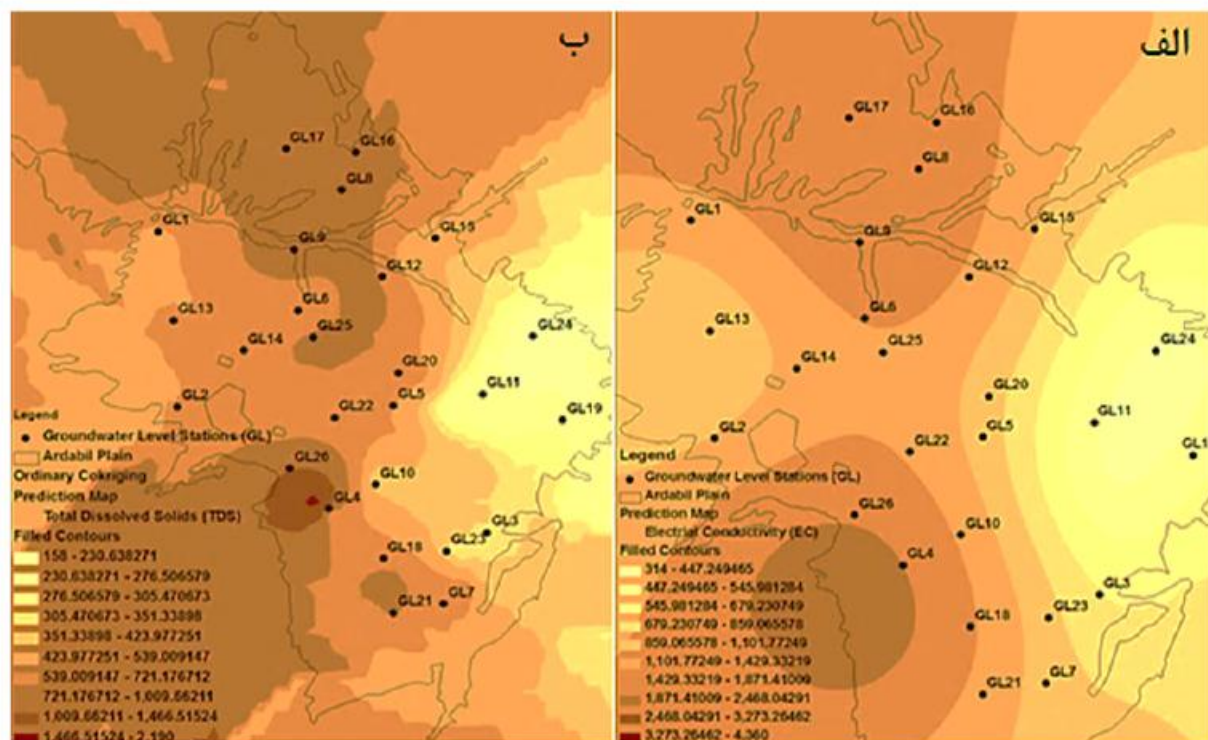 ب
GL17
GL16
GL8
GL1
GL15
GL9
GL12
GL6
GL13
GL25
GL24
GL14
GL20
GL11
GL2
GL5
GL22
GL19
GL26
GL10
GL4
GL3
GL23
GL18
GL7
GL21
Legend
Groundwater Level Stations (GL)
Ardabil Plain
Ordinary Cokriging
Prediction Map
Total Dissolved Solids (TDS)
Filled Contours
158 - 230.638271
230.638271 - 276.506579
276.506579 - 305.470673
305.470673 - 351.33898
351.33898 - 423.977251
423.977251 - 539.009147
539.009147 - 721.176712
721.176712 - 1,009.66211
1,009.66211 - 1,466.51524
1,466.51524 - 2,190
الف
GL17
GL16
GL8
GL1
GL15
GL9
GL12
GL6
GL13
GL25
GL24
GL14
GL20
GL11
GL2
GL5
GL22
GL1
GL26
GL10
GL4
GL3
GL23
GL18
GL7
GL21
Legend
Groundwater Level Stations (GL)
Ardabil Plain
Prediction Map
Electrial Conductivity (EC)
Filled Contours
314 - 447.249465
447.249465 - 545.981284
545.981284 - 679.230749
679.230749 - 859.065578
859.065578 - 1,101.77249
1,101.77249 - 1,429.33219
1,429.33219 - 1,871.41009
1,871.41009 - 2,468.04291
2,468.04291 - 3,273.26462
3,273.26462 - 4,360